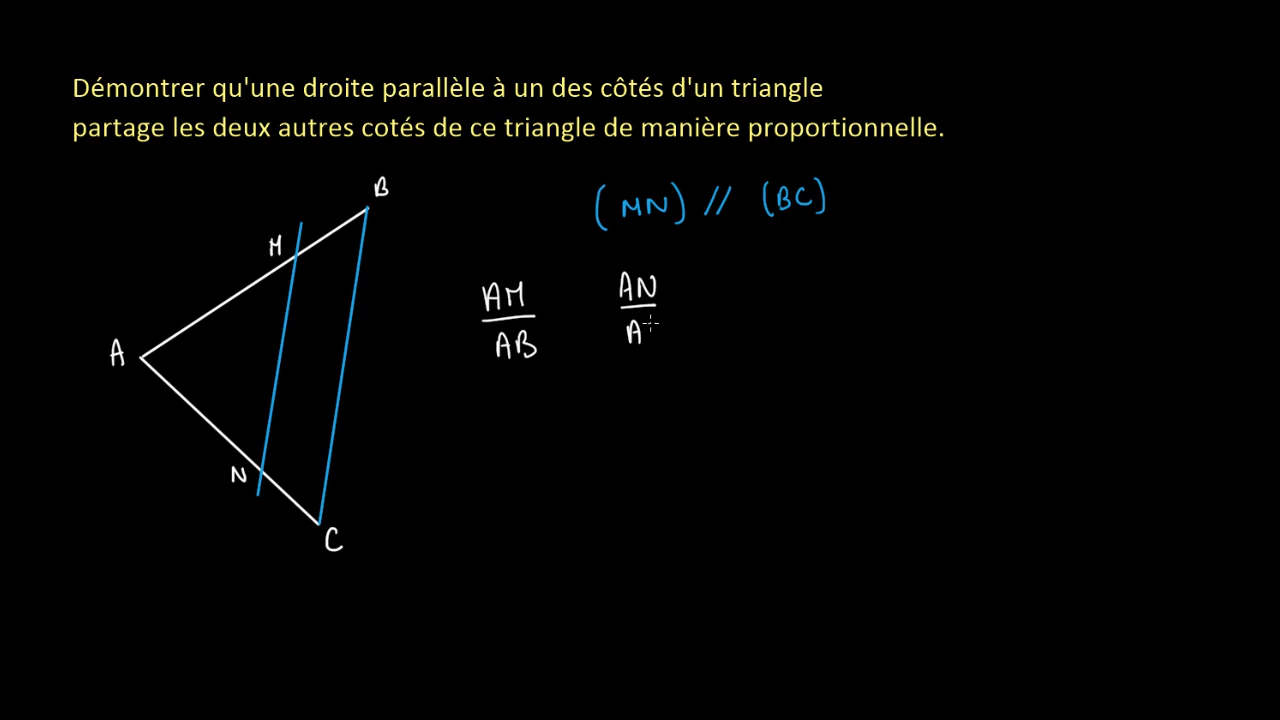 Démontrer qu'une droite parallèle à un des côtés d'un triangle
partage les deux autres cotés de ce triangle de manière proportionnelle.
B
(MN) // (BC)
M
AM AN
AB A
A
N
C